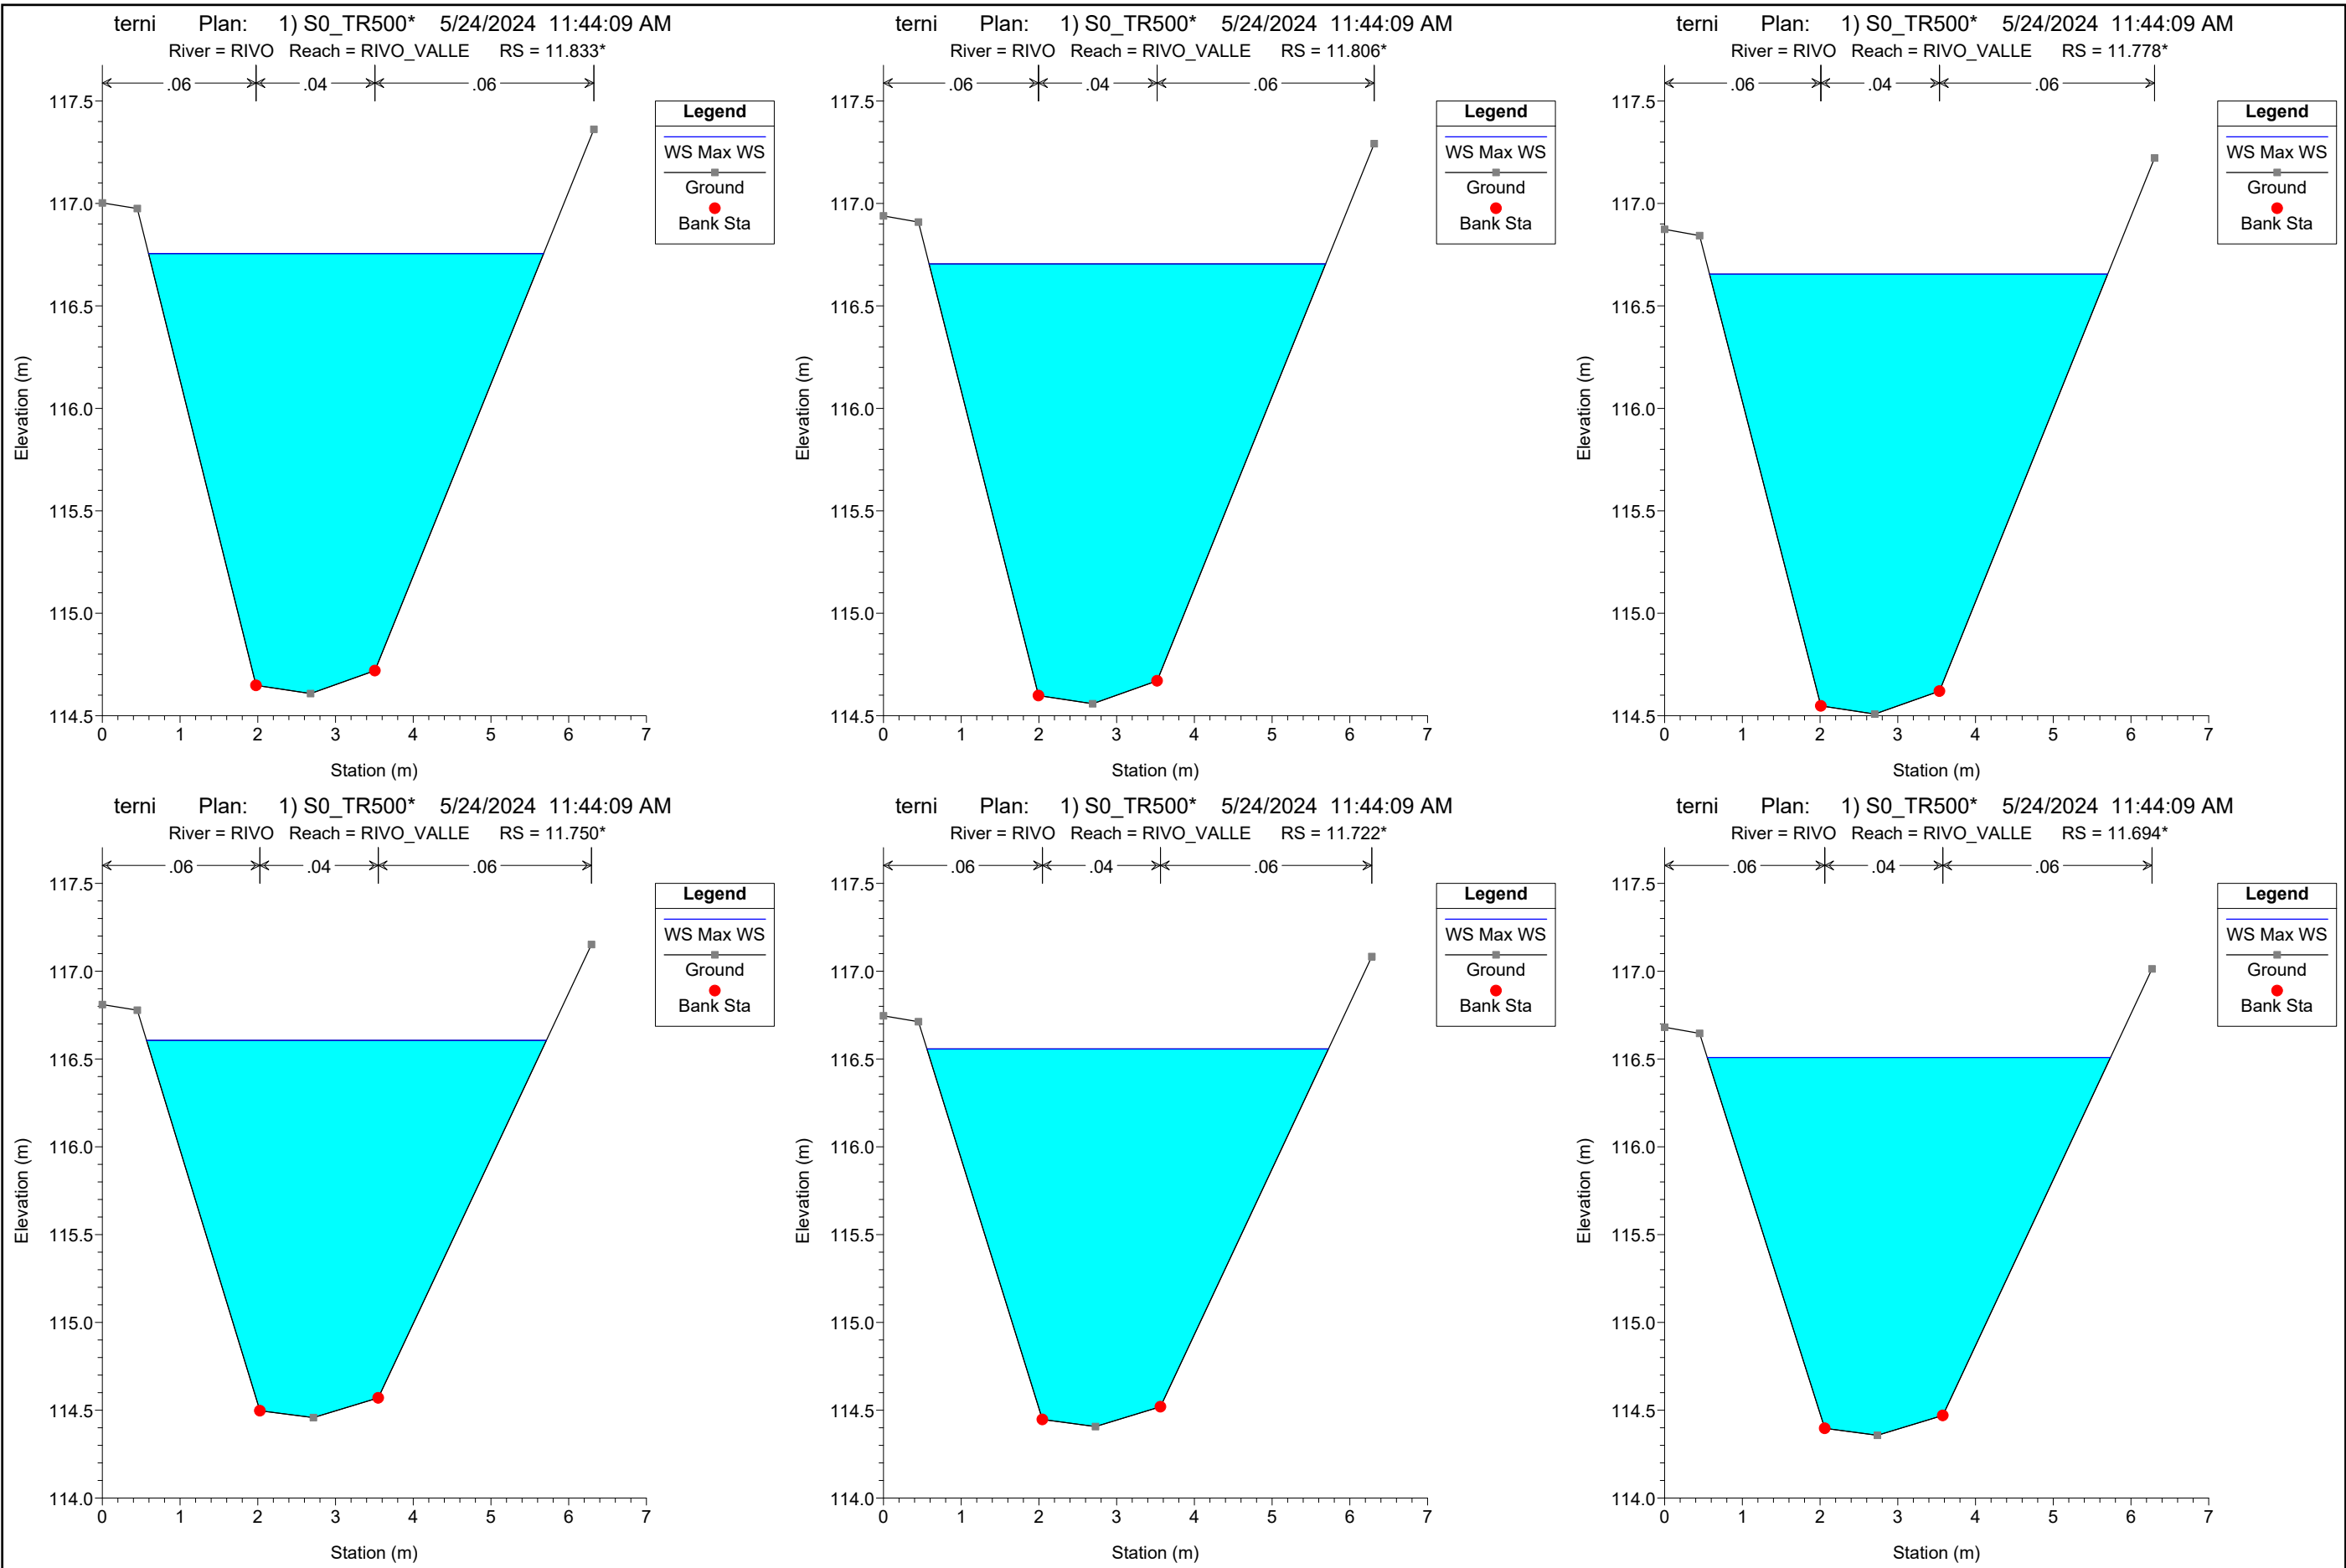 terni Plan: 1) S0_TR500* 5/24/2024 11:44:09 AM
River = RIVO Reach = RIVO_VALLE RS = 11.833*
.06 .04 .06
117.5
117.0
116.5
116.0
115.5
115.0
114.5
0 1 2 3 4 5 6 7
Station (m)
Elevation (m)
Legend
WS Max WS
Ground
Bank Sta
terni Plan: 1) S0_TR500* 5/24/2024 11:44:09 AM
River = RIVO Reach = RIVO_VALLE RS = 11.806*
.06 .04 .06
117.5
117.0
116.5
116.0
115.5
115.0
114.5
0 1 2 3 4 5 6 7
Station (m)
Elevation (m)
Legend
WS Max WS
Ground
Bank Sta
terni Plan: 1) S0_TR500* 5/24/2024 11:44:09 AM
River = RIVO Reach = RIVO_VALLE RS = 11.778*
.06 .04 .06
117.5
117.0
116.5
116.0
115.5
115.0
114.5
0 1 2 3 4 5 6 7
Station (m)
Elevation (m)
Legend
WS Max WS
Ground
Bank Sta
terni Plan: 1) S0_TR500* 5/24/2024 11:44:09 AM
River = RIVO Reach = RIVO_VALLE RS = 11.750*
.06 .04 .06
117.5
117.0
116.5
116.0
115.5
115.0
114.5
114.0
0 1 2 3 4 5 6 7
Station (m)
Elevation (m)
Legend
WS Max WS
Ground
Bank Sta
terni Plan: 1) S0_TR500* 5/24/2024 11:44:09 AM
River = RIVO Reach = RIVO_VALLE RS = 11.722*
.06 .04 .06
117.5
117.0
116.5
116.0
115.5
115.0
114.5
114.0
0 1 2 3 4 5 6 7
Station (m)
Elevation (m)
Legend
WS Max WS
Ground
Bank Sta
terni Plan: 1) S0_TR500* 5/24/2024 11:44:09 AM
River = RIVO Reach = RIVO_VALLE RS = 11.694*
.06 .04 .06
117.5
117.0
116.5
116.0
115.5
115.0
114.5
114.0
0 1 2 3 4 5 6 7
Station (m)
Elevation (m)
Legend
WS Max WS
Ground
Bank Sta